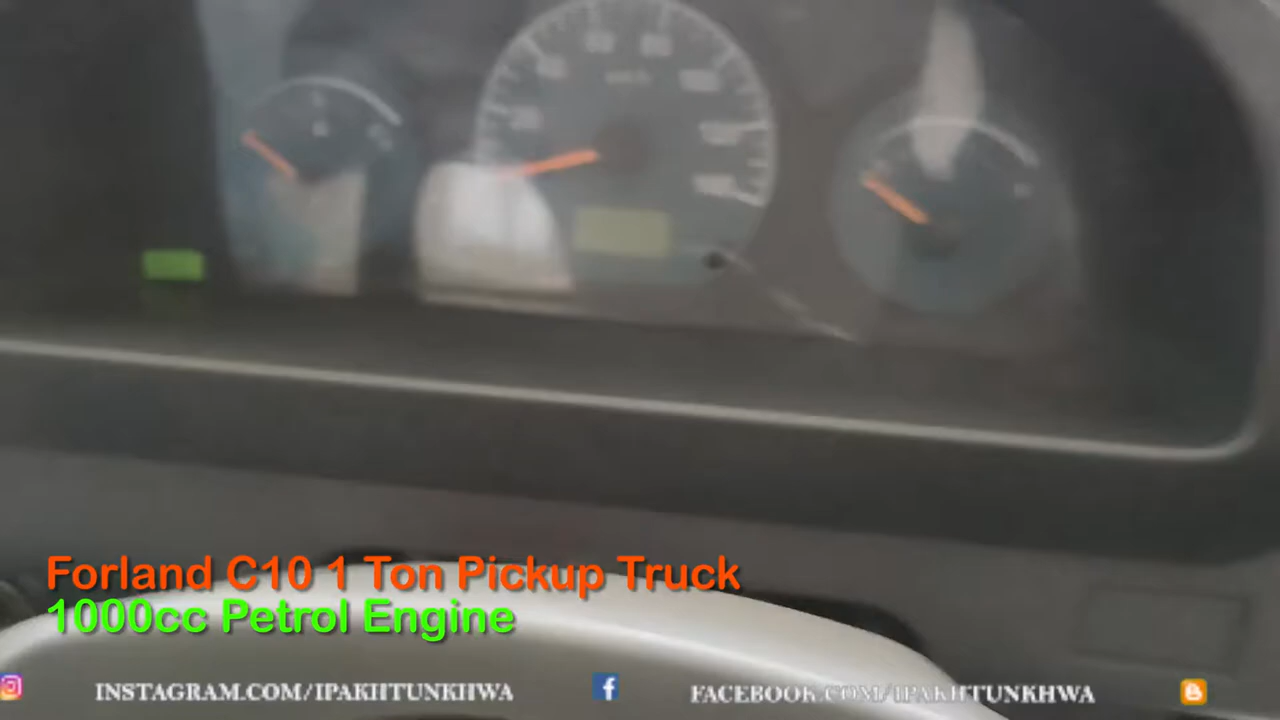 Forland C10 1 Ton Pickup Truck
1000cc Petrol Engine
INSTAGRAM.COM/IPAKHTUNKHWA
FACEBOOK.COM/IPAKHTUNKHWA